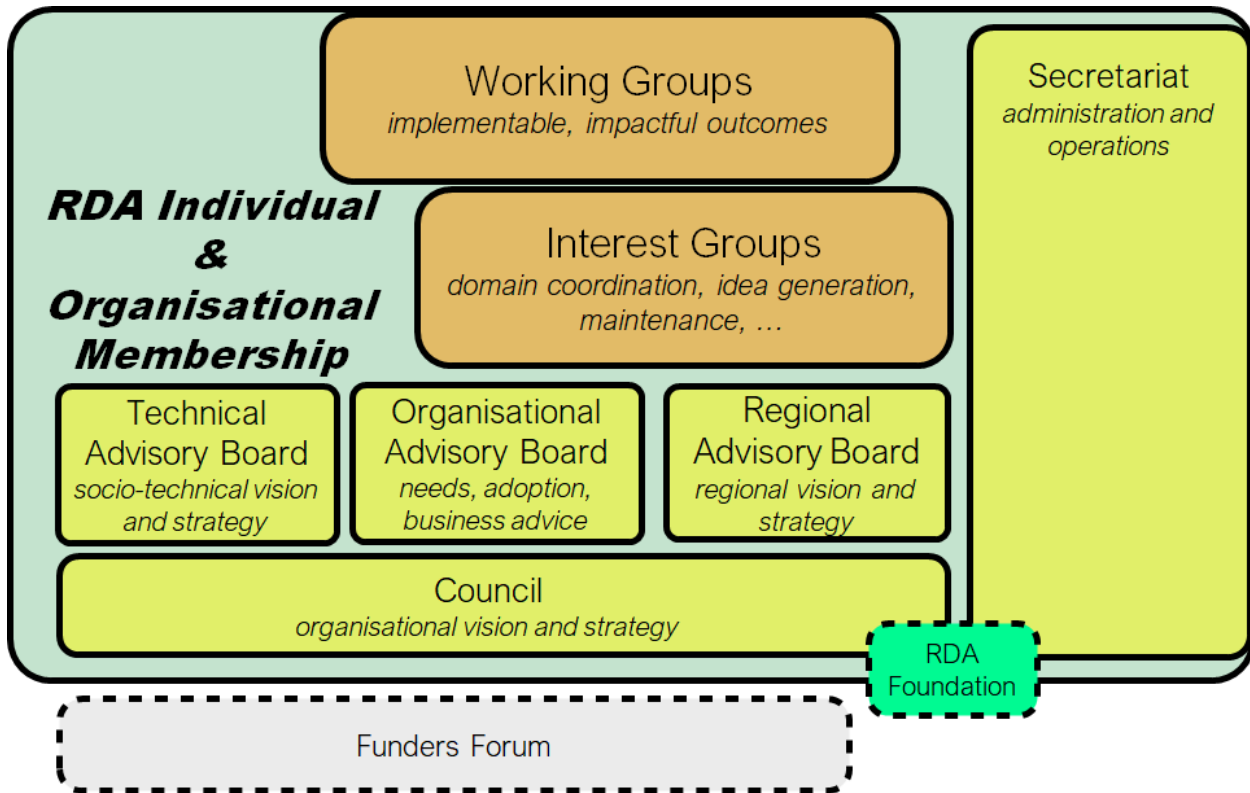 Working Groups
implementable, impactful outcomes
Secretariat
administration and
operations
RDA Individual
&
Organisational
Membership
Interest Groups
domain coordination, idea generation,
maintenance, …
Technical
Advisory Board
socio-technical vision
and strategy
Organisational
Advisory Board
needs, adoption,
business advice
Regional
Advisory Board
regional vision and
strategy
Council
organisational vision and strategy
RDA
Foundation
Funders Forum